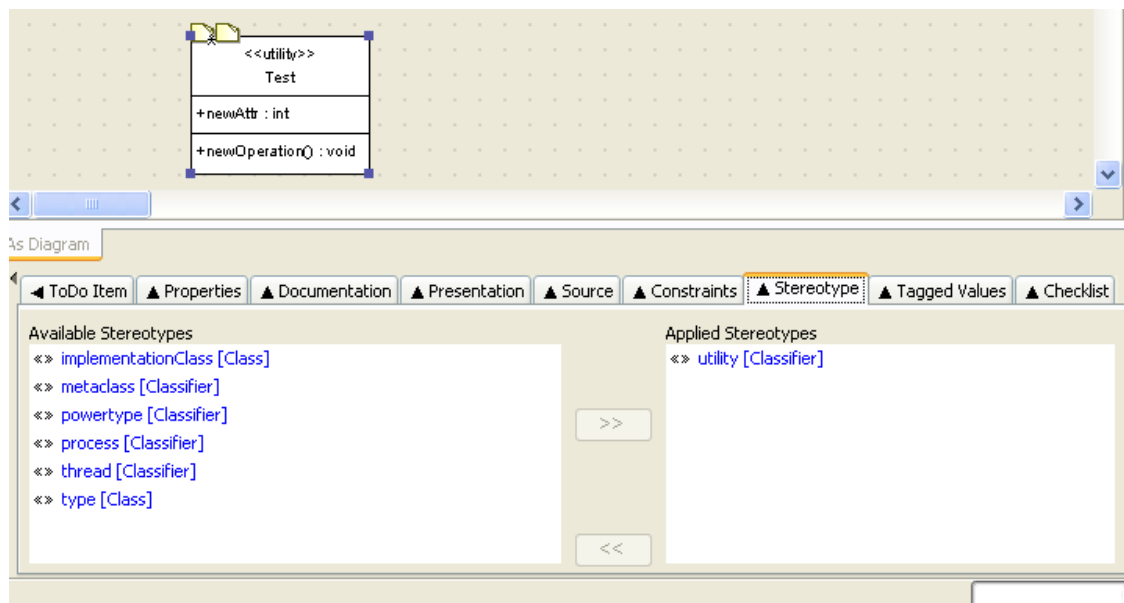 <<utility>>
Test
+newAttr : int
+newOperation() : void
As Diagram
◀ ToDo Item ▲ Properties ▲ Documentation ▲ Presentation ▲ Source ▲ Constraints ▲ Stereotype ▲ Tagged Values ▲ Checklist
Available Stereotypes
«» implementationClass [Class]
«» metaclass [Classifier]
«» powertype [Classifier]
«» process [Classifier]
«» thread [Classifier]
«» type [Class]
>>
<<
Applied Stereotypes
«» utility [Classifier]